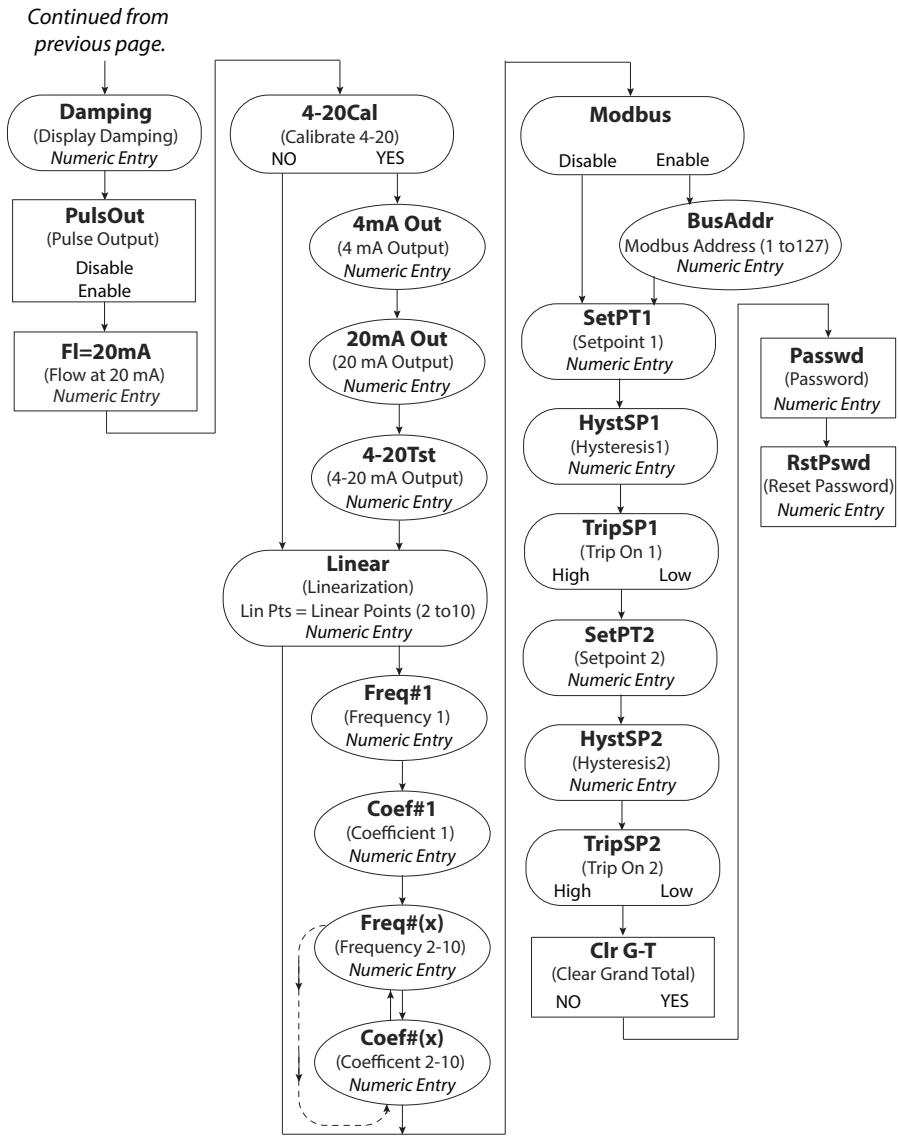 Continued from
previous page.
Damping
(Display Damping)
Numeric Entry
PulsOut
(Pulse Output)
Disable
Enable
Fl=20mA
(Flow at 20 mA)
Numeric Entry
4-20Cal
(Calibrate 4-20)
NO YES
4mA Out
(4 mA Output)
Numeric Entry
20mA Out
(20 mA Output)
Numeric Entry
4-20Tst
(4-20 mA Output)
Numeric Entry
Linear
(Linearization)
Lin Pts = Linear Points (2 to10)
Numeric Entry
Freq#1
(Frequency 1)
Numeric Entry
Coef#1
(Coefficient 1)
Numeric Entry
Freq#(x)
(Frequency 2-10)
Numeric Entry
Coef#(x)
(Coefficent 2-10)
Numeric Entry
Modbus
Disable Enable
BusAddr
Modbus Address (1 to127)
Numeric Entry
SetPT1
(Setpoint 1)
Numeric Entry
HystSP1
(Hysteresis1)
Numeric Entry
TripSP1
(Trip On 1)
High Low
SetPT2
(Setpoint 2)
Numeric Entry
HystSP2
(Hysteresis2)
Numeric Entry
TripSP2
(Trip On 2)
High Low
Clr G-T
(Clear Grand Total)
NO YES
Passwd
(Password)
Numeric Entry
RstPswd
(Reset Password)
Numeric Entry